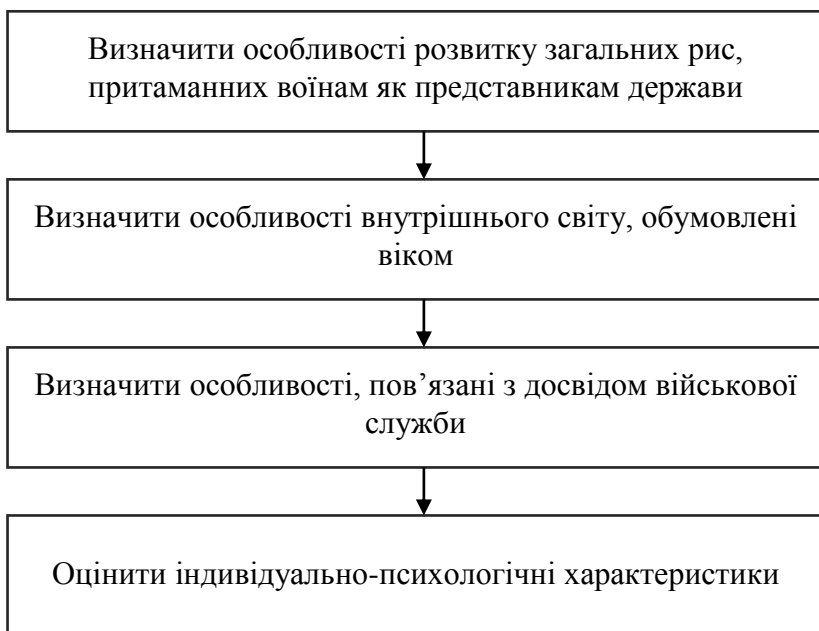 Визначити особливості розвитку загальних рис,
притаманних воїнам як представникам держави
Визначити особливості внутрішнього світу, обумовлені
віком
Визначити особливості, пов’язані з досвідом військової
служби
Оцінити індивідуально-психологічні характеристики